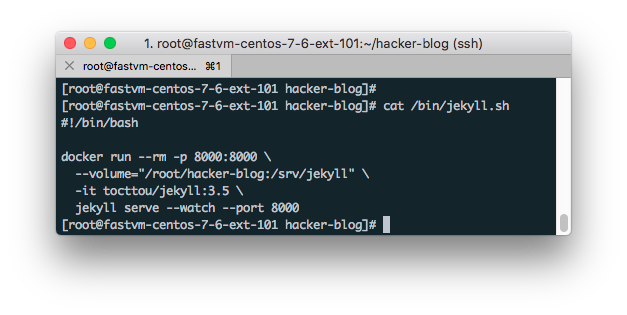 1. root@fastvm-centos-7-6-ext-101:~/hacker-blog (ssh)
× root@fastvm-centos... ⌘1
[root@fastvm-centos-7-6-ext-101 hacker-blog]#
[root@fastvm-centos-7-6-ext-101 hacker-blog]# cat /bin/jekyll.sh
#!/bin/bash
docker run --rm -p 8000:8000 \
  --volume="/root/hacker-blog:/srv/jekyll" \
  -it tocttou/jekyll:3.5 \
  jekyll serve --watch --port 8000
[root@fastvm-centos-7-6-ext-101 hacker-blog]#